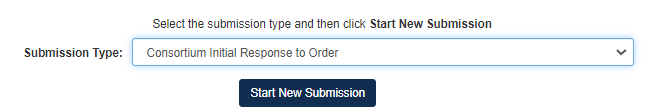 Select the submission type and then click Start New Submission
Submission Type: Consortium Initial Response to Order
Start New Submission